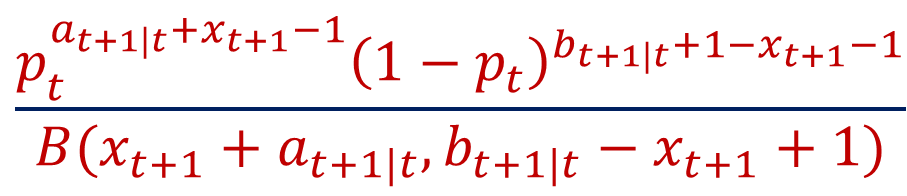 p_t^{a_{t+1|t}+x_{t+1}−1}(1 − p_t)^{b_{t+1|t}+1−x_{t+1}−1}
B(x_{t+1} + a_{t+1|t}, b_{t+1|t} − x_{t+1} + 1)